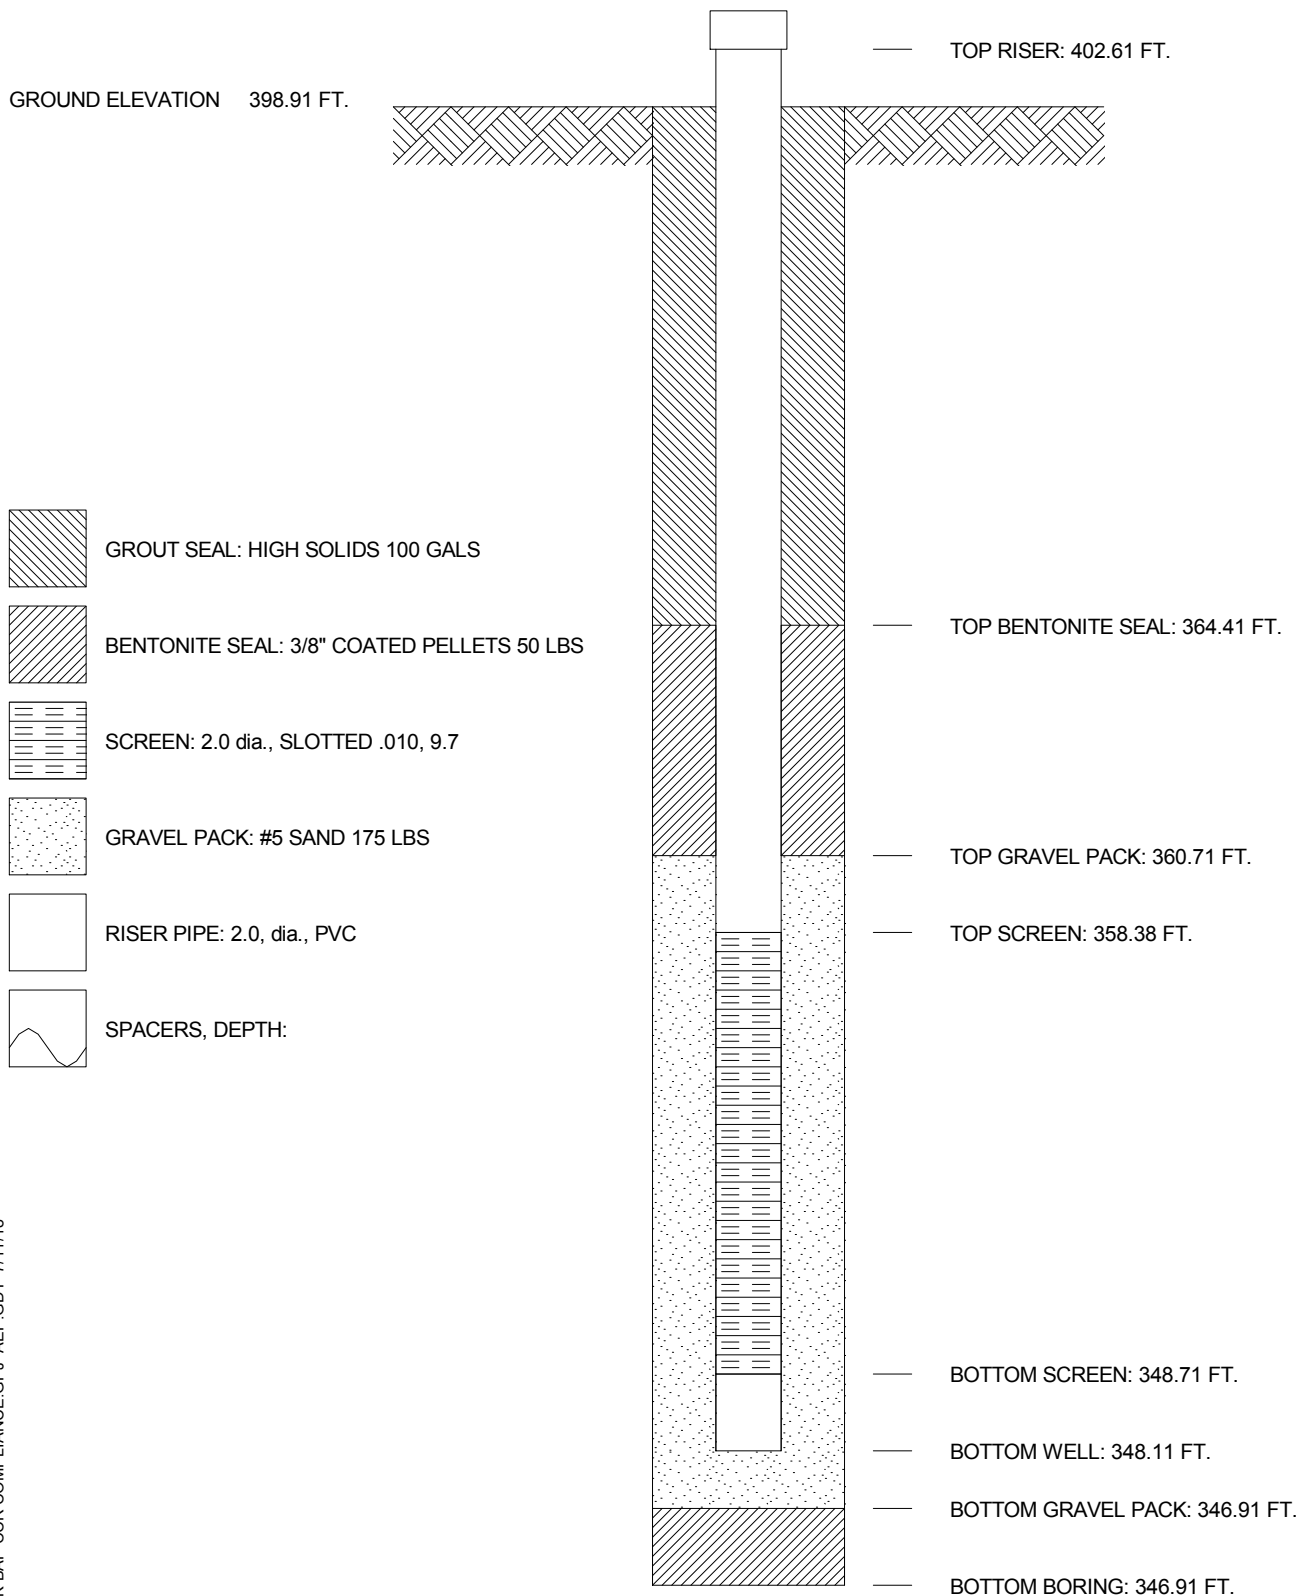 TOP RISER: 402.61 FT.
GROUND ELEVATION 398.91 FT.
GROUT SEAL: HIGH SOLIDS 100 GALS
BENTONITE SEAL: 3/8" COATED PELLETS 50 LBS
SCREEN: 2.0 dia., SLOTTED .010, 9.7
GRAVEL PACK: #5 SAND 175 LBS
RISER PIPE: 2.0, dia., PVC
SPACERS, DEPTH:
TOP BENTONITE SEAL: 364.41 FT.
TOP GRAVEL PACK: 360.71 FT.
TOP SCREEN: 358.38 FT.
BOTTOM SCREEN: 348.71 FT.
BOTTOM WELL: 348.11 FT.
BOTTOM GRAVEL PACK: 346.91 FT.
BOTTOM BORING: 346.91 FT.